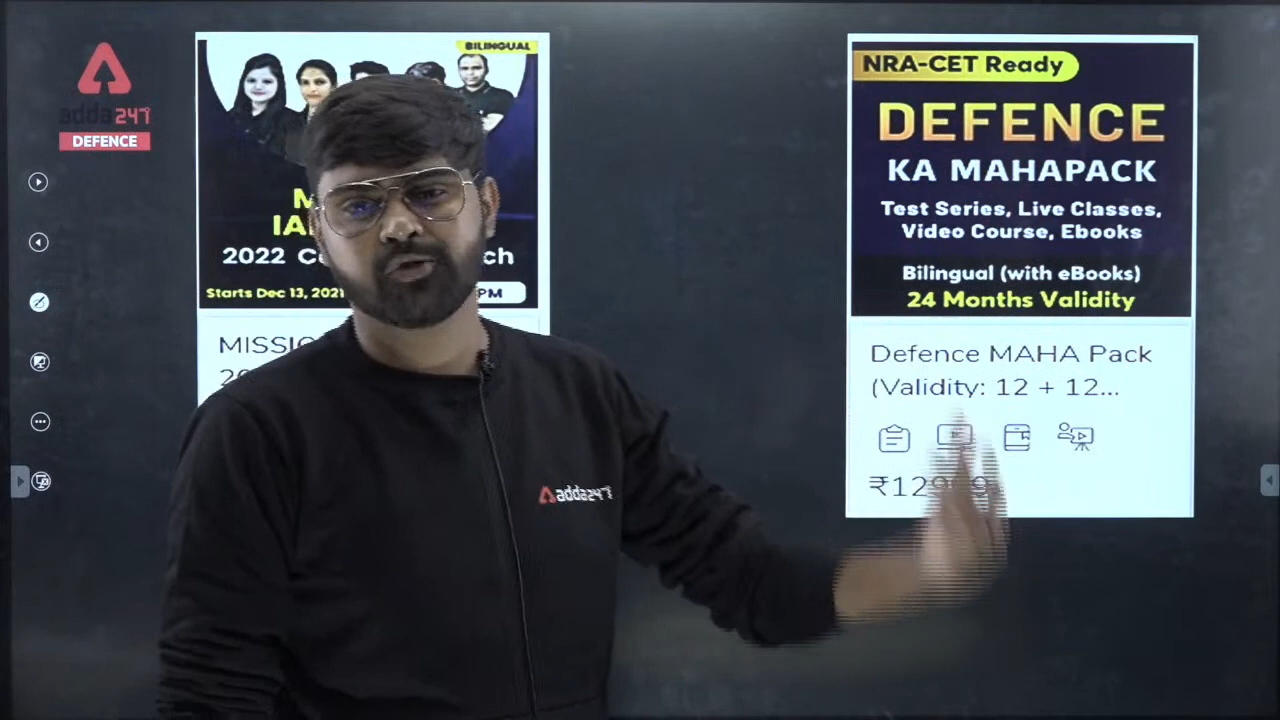 adda247
DEFENCE
BILINGUAL
2022
Starts Dec 13, 2021
PM
NRA-CET Ready
DEFENCE
KA MAHAPACK
Test Series, Live Classes,
Video Course, Ebooks
Bilingual (with eBooks)
24 Months Validity
Defence MAHA Pack
(Validity: 12 + 12...
adda247